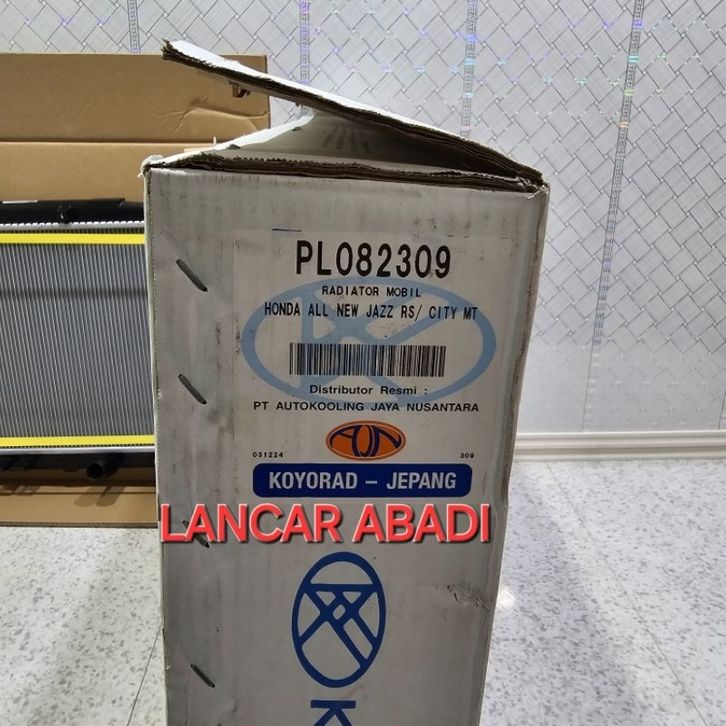 PL082309
RADIATOR MOBIL
HONDA ALL NEW JAZZ RS/ CITY MT
Distributor Resmi :
PT AUTOKOOLING JAYA NUSANTARA
AJN
031224 309
KOYORAD – JEPANG
LANCAR ABADI
K